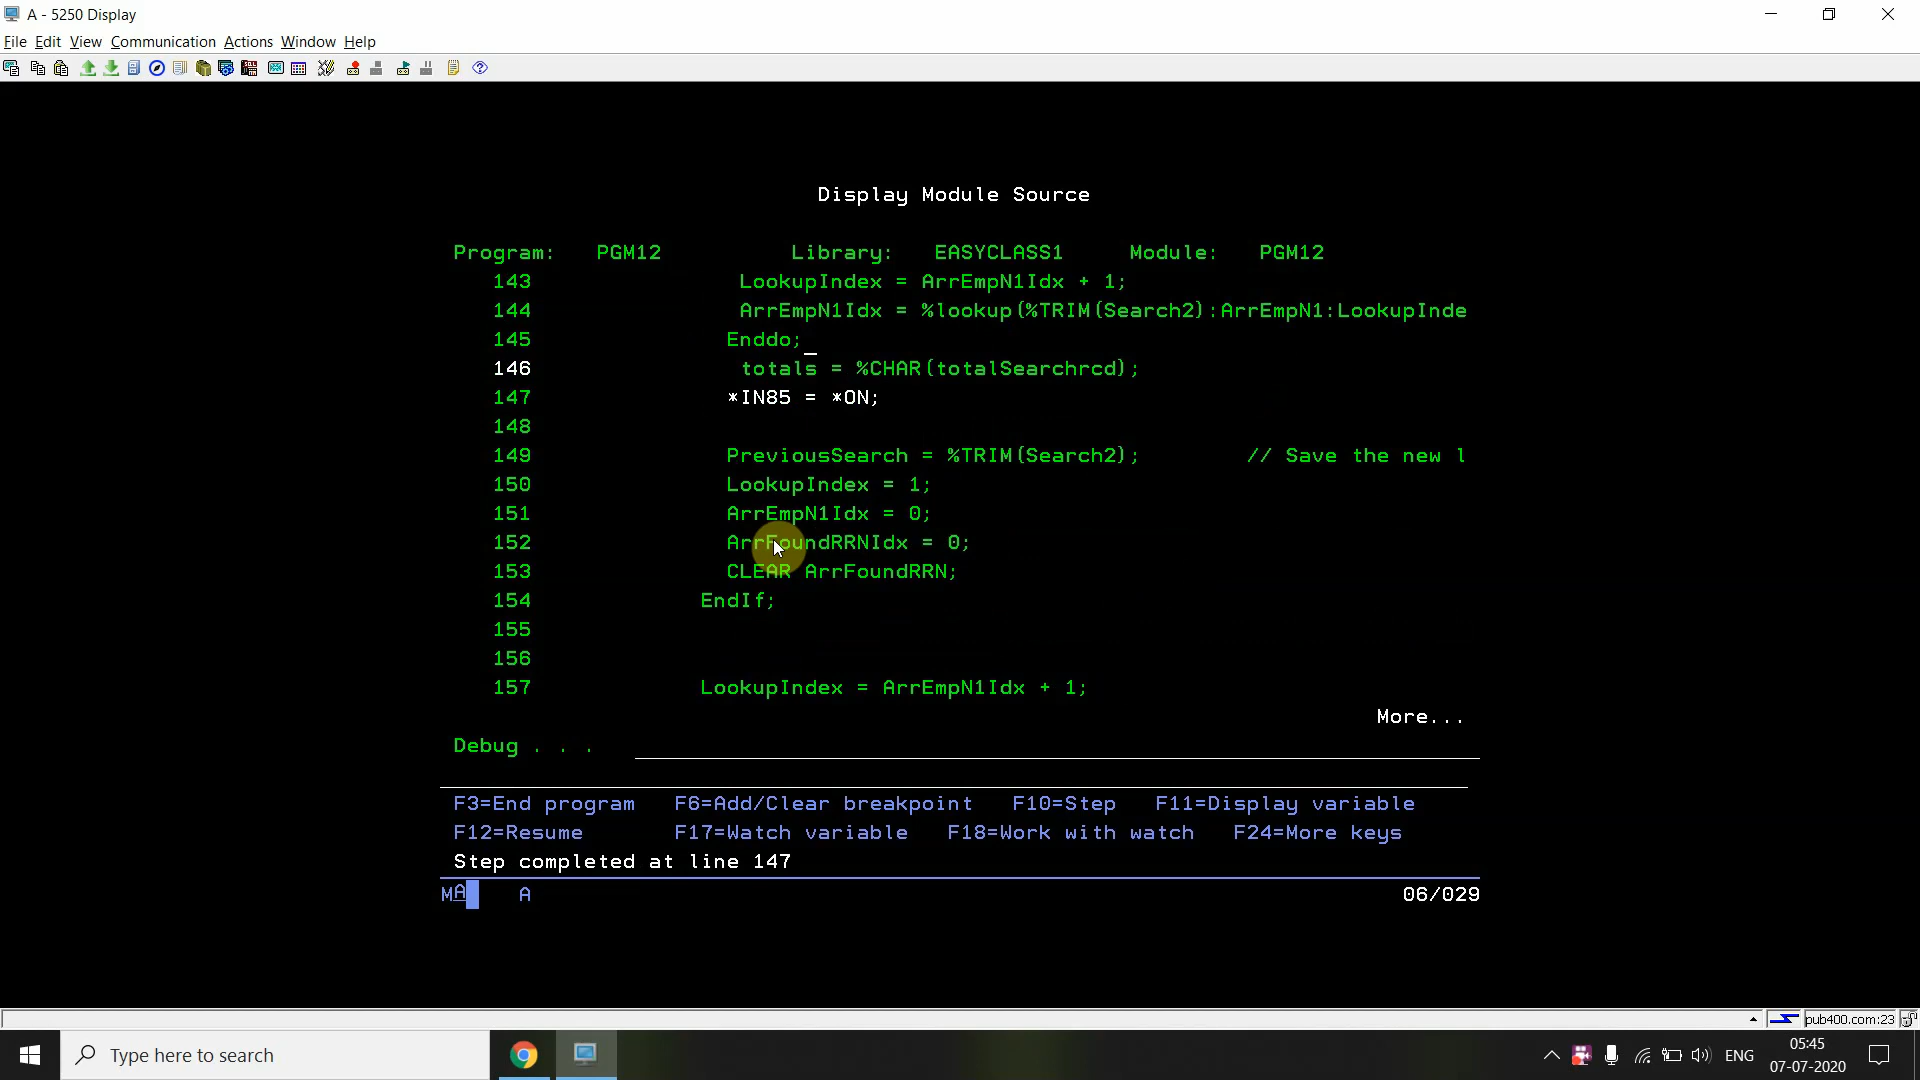 A - 5250 Display
File Edit View Communication Actions Window Help
Display Module Source
Program: PGM12 Library: EASYCLASS1 Module: PGM12
143 LookupIndex = ArrEmpN1Idx + 1;
144 ArrEmpN1Idx = %lookup(%TRIM(Search2):ArrEmpN1:LookupInde
145 Enddo;_
146 totals = %CHAR(totalSearchrcd);
147 *IN85 = *ON;
148
149 PreviousSearch = %TRIM(Search2); // Save the new l
150 LookupIndex = 1;
151 ArrEmpN1Idx = 0;
152 ArrFoundRRNIdx = 0;
153 CLEAR ArrFoundRRN;
154 EndIf;
155
156
157 LookupIndex = ArrEmpN1Idx + 1;
More...
Debug . . .
F3=End program F6=Add/Clear breakpoint F10=Step F11=Display variable
F12=Resume F17=Watch variable F18=Work with watch F24=More keys
Step completed at line 147
MA A 06/029
pub400.com:23
Type here to search ENG 05:45
07-07-2020